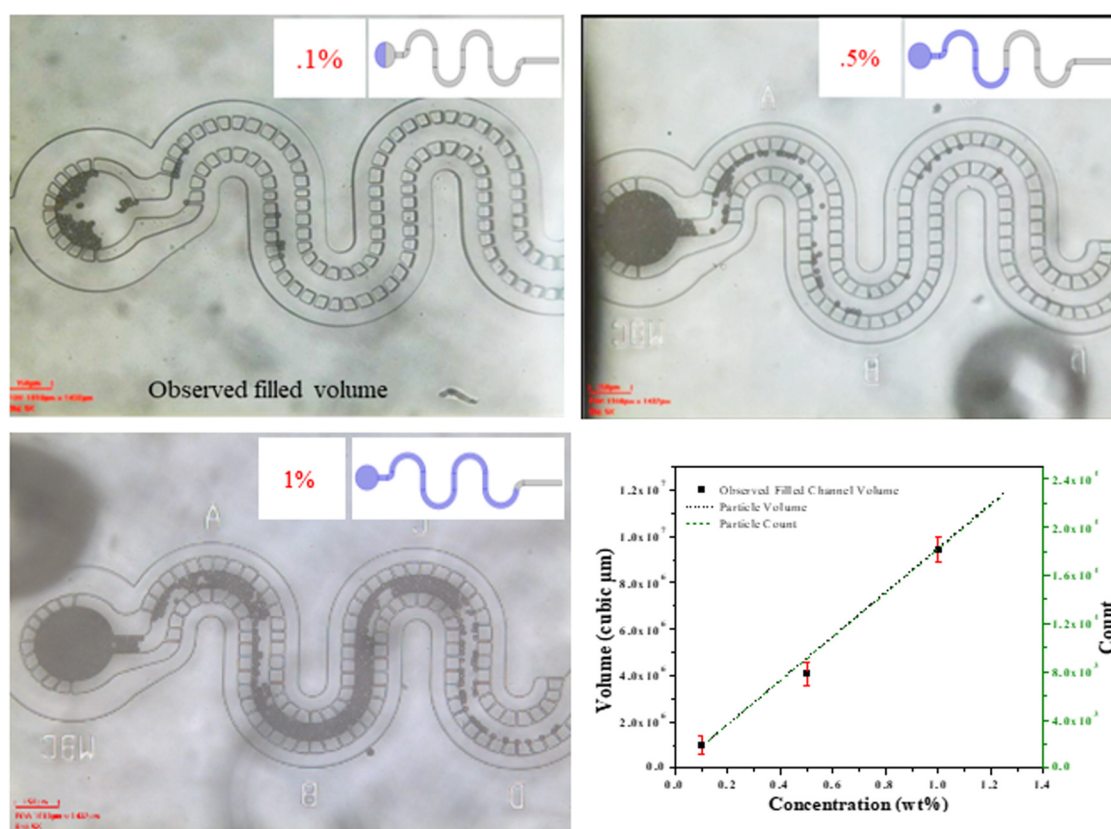 .1%
Observed filled volume
.5%
A
B
D
MBC
1%
A
B
D
MBC
1.2x10⁷
1.0x10⁷
8.0x10⁶
6.0x10⁶
4.0x10⁶
2.0x10⁶
0.0
Volume (cubic µm)
Observed Filled Channel Volume
Particle Volume
Particle Count
2.4x10⁴
2.0x10⁴
1.6x10⁴
1.2x10⁴
8.0x10³
4.0x10³
0.0
Count
0.0 0.2 0.4 0.6 0.8 1.0 1.2 1.4
Concentration (wt%)